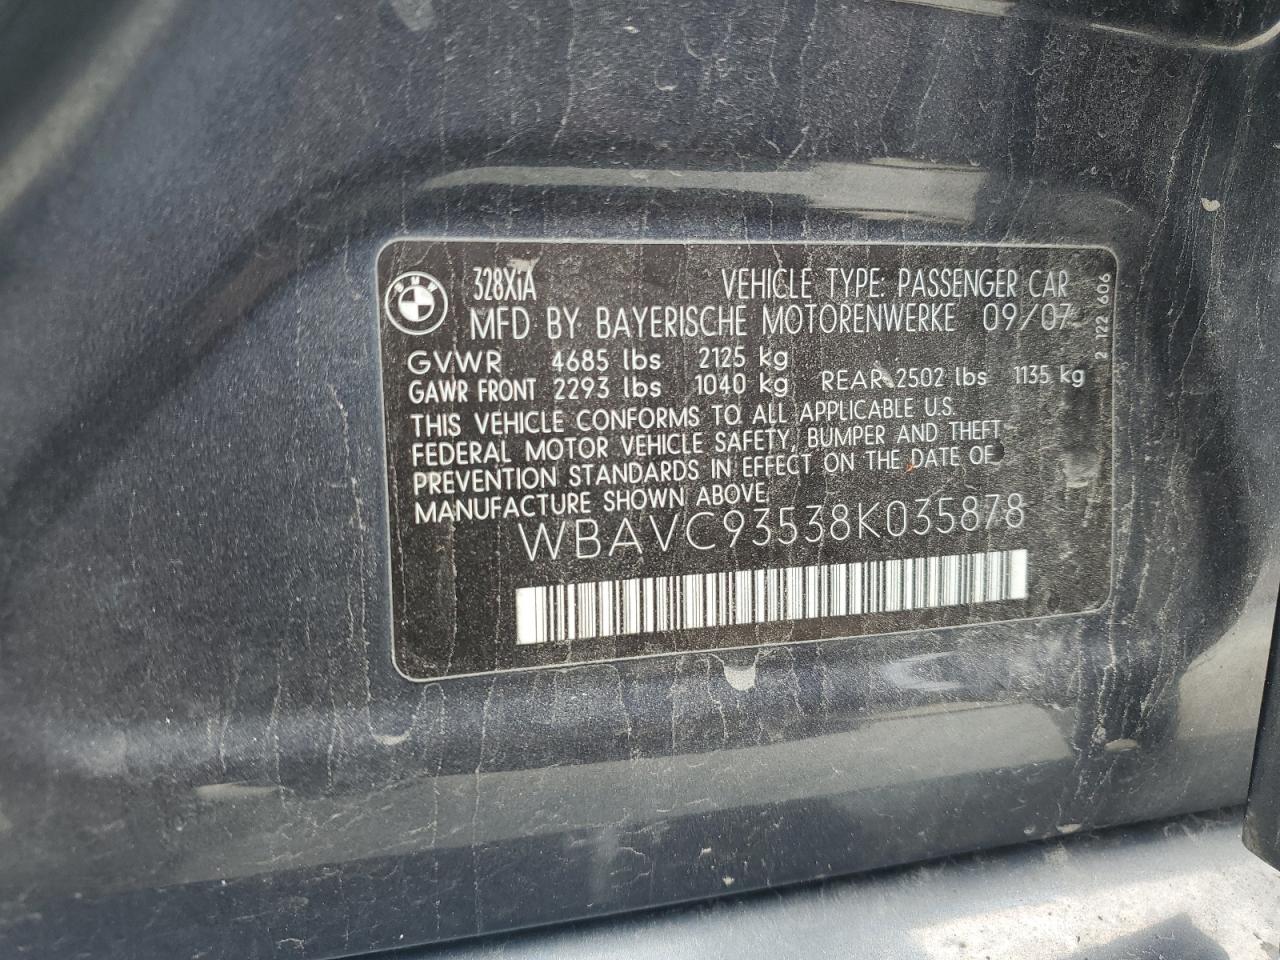 BMW
328XiA VEHICLE TYPE: PASSENGER CAR
MFD BY BAYERISCHE MOTORENWERKE 09/07
GVWR 4685 lbs 2125 kg
GAWR FRONT 2293 lbs 1040 kg REAR 2502 lbs 1135 kg
THIS VEHICLE CONFORMS TO ALL APPLICABLE U.S.
FEDERAL MOTOR VEHICLE SAFETY, BUMPER AND THEFT
PREVENTION STANDARDS IN EFFECT ON THE DATE OF
MANUFACTURE SHOWN ABOVE
WBAVC93538K035878
2 122 606